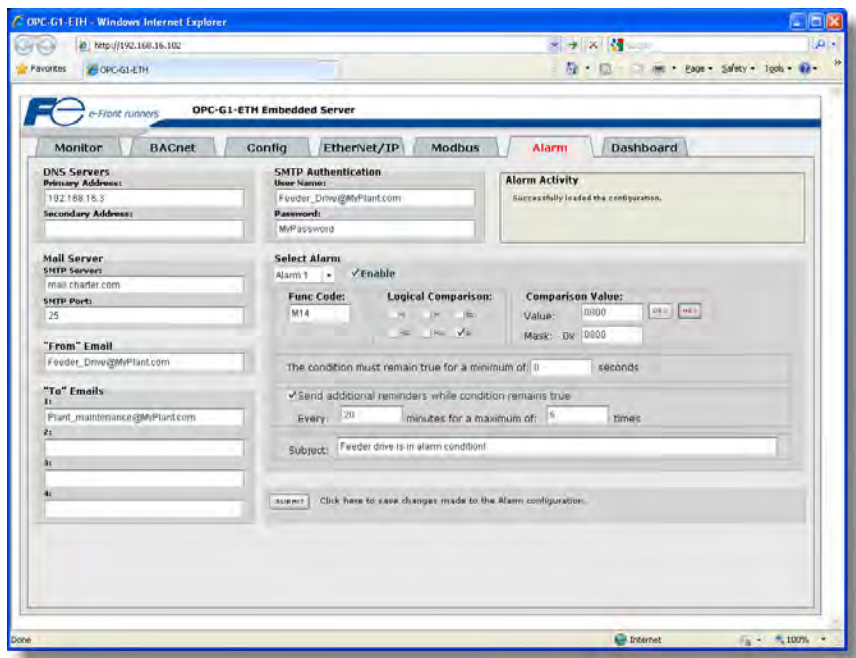 OPC-G1-ETH - Windows Internet Explorer
http://192.168.16.102
Favorites OPC-G1-ETH Page Safety Tools
Fe e-Front runners OPC-G1-ETH Embedded Server
Monitor BACnet Config EtherNet/IP Modbus Alarm Dashboard
DNS Servers
Primary Address:
192.168.16.3
Secondary Address:
SMTP Authentication
User Name:
Feeder_Drive@MyPlant.com
Password:
MyPassword
Alarm Activity
Successfully loaded the configuration.
Mail Server
SMTP Server:
mail.charter.com
SMTP Port:
25
"From" Email
Feeder_Drive@MyPlant.com
"To" Emails
1:
Plant_maintenance@MyPlant.com
2:
3:
4:
Select Alarm
Alarm 1 Enable
Func Code: Logical Comparison: Comparison Value:
M14
Value: 0800 DEC HEX
Mask: 0x 0800
The condition must remain true for a minimum of: 0 seconds
Send additional reminders while condition remains true
Every: 20 minutes for a maximum of: 5 times
Subject: Feeder drive is in alarm condition!
SUBMIT Click here to save changes made to the Alarm configuration.
Done Internet 100%